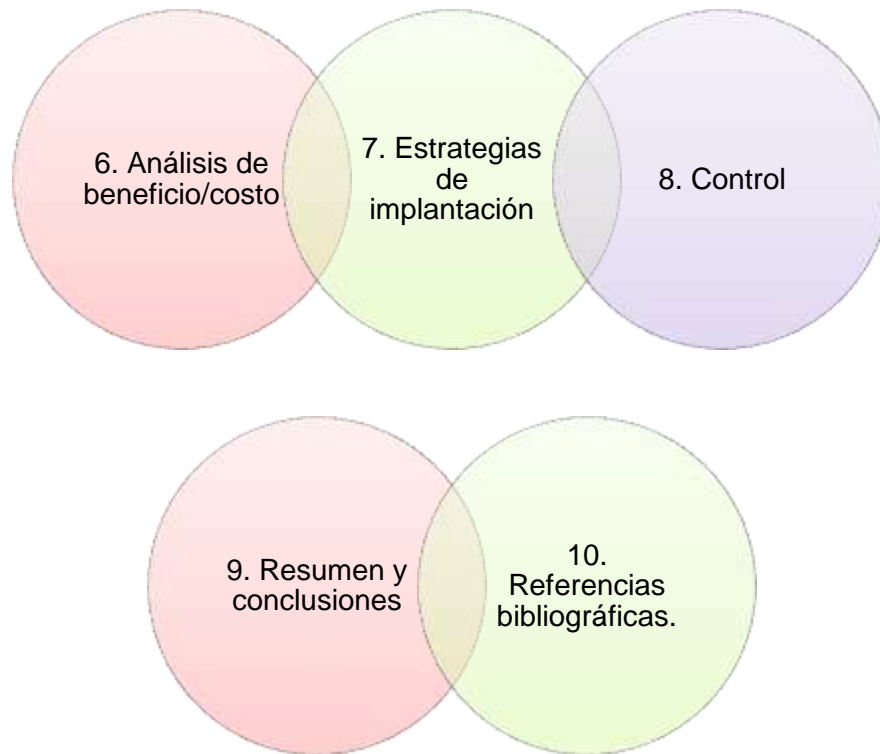 6. Análisis de
beneficio/costo
7. Estrategias
de
implantación
8. Control
9. Resumen y
conclusiones
10.
Referencias
bibliográficas.